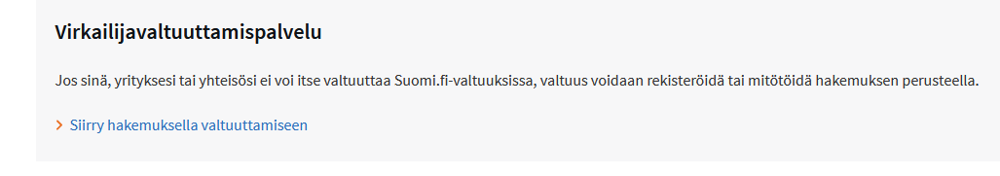 Virkailijavaltuuttamispalvelu
Jos sinä, yrityksesi tai yhteisösi ei voi itse valtuuttaa Suomi.fi-valtuuksissa, valtuus voidaan rekisteröidä tai mitötöidä hakemuksen perusteella.
Siirry hakemuksella valtuuttamiseen